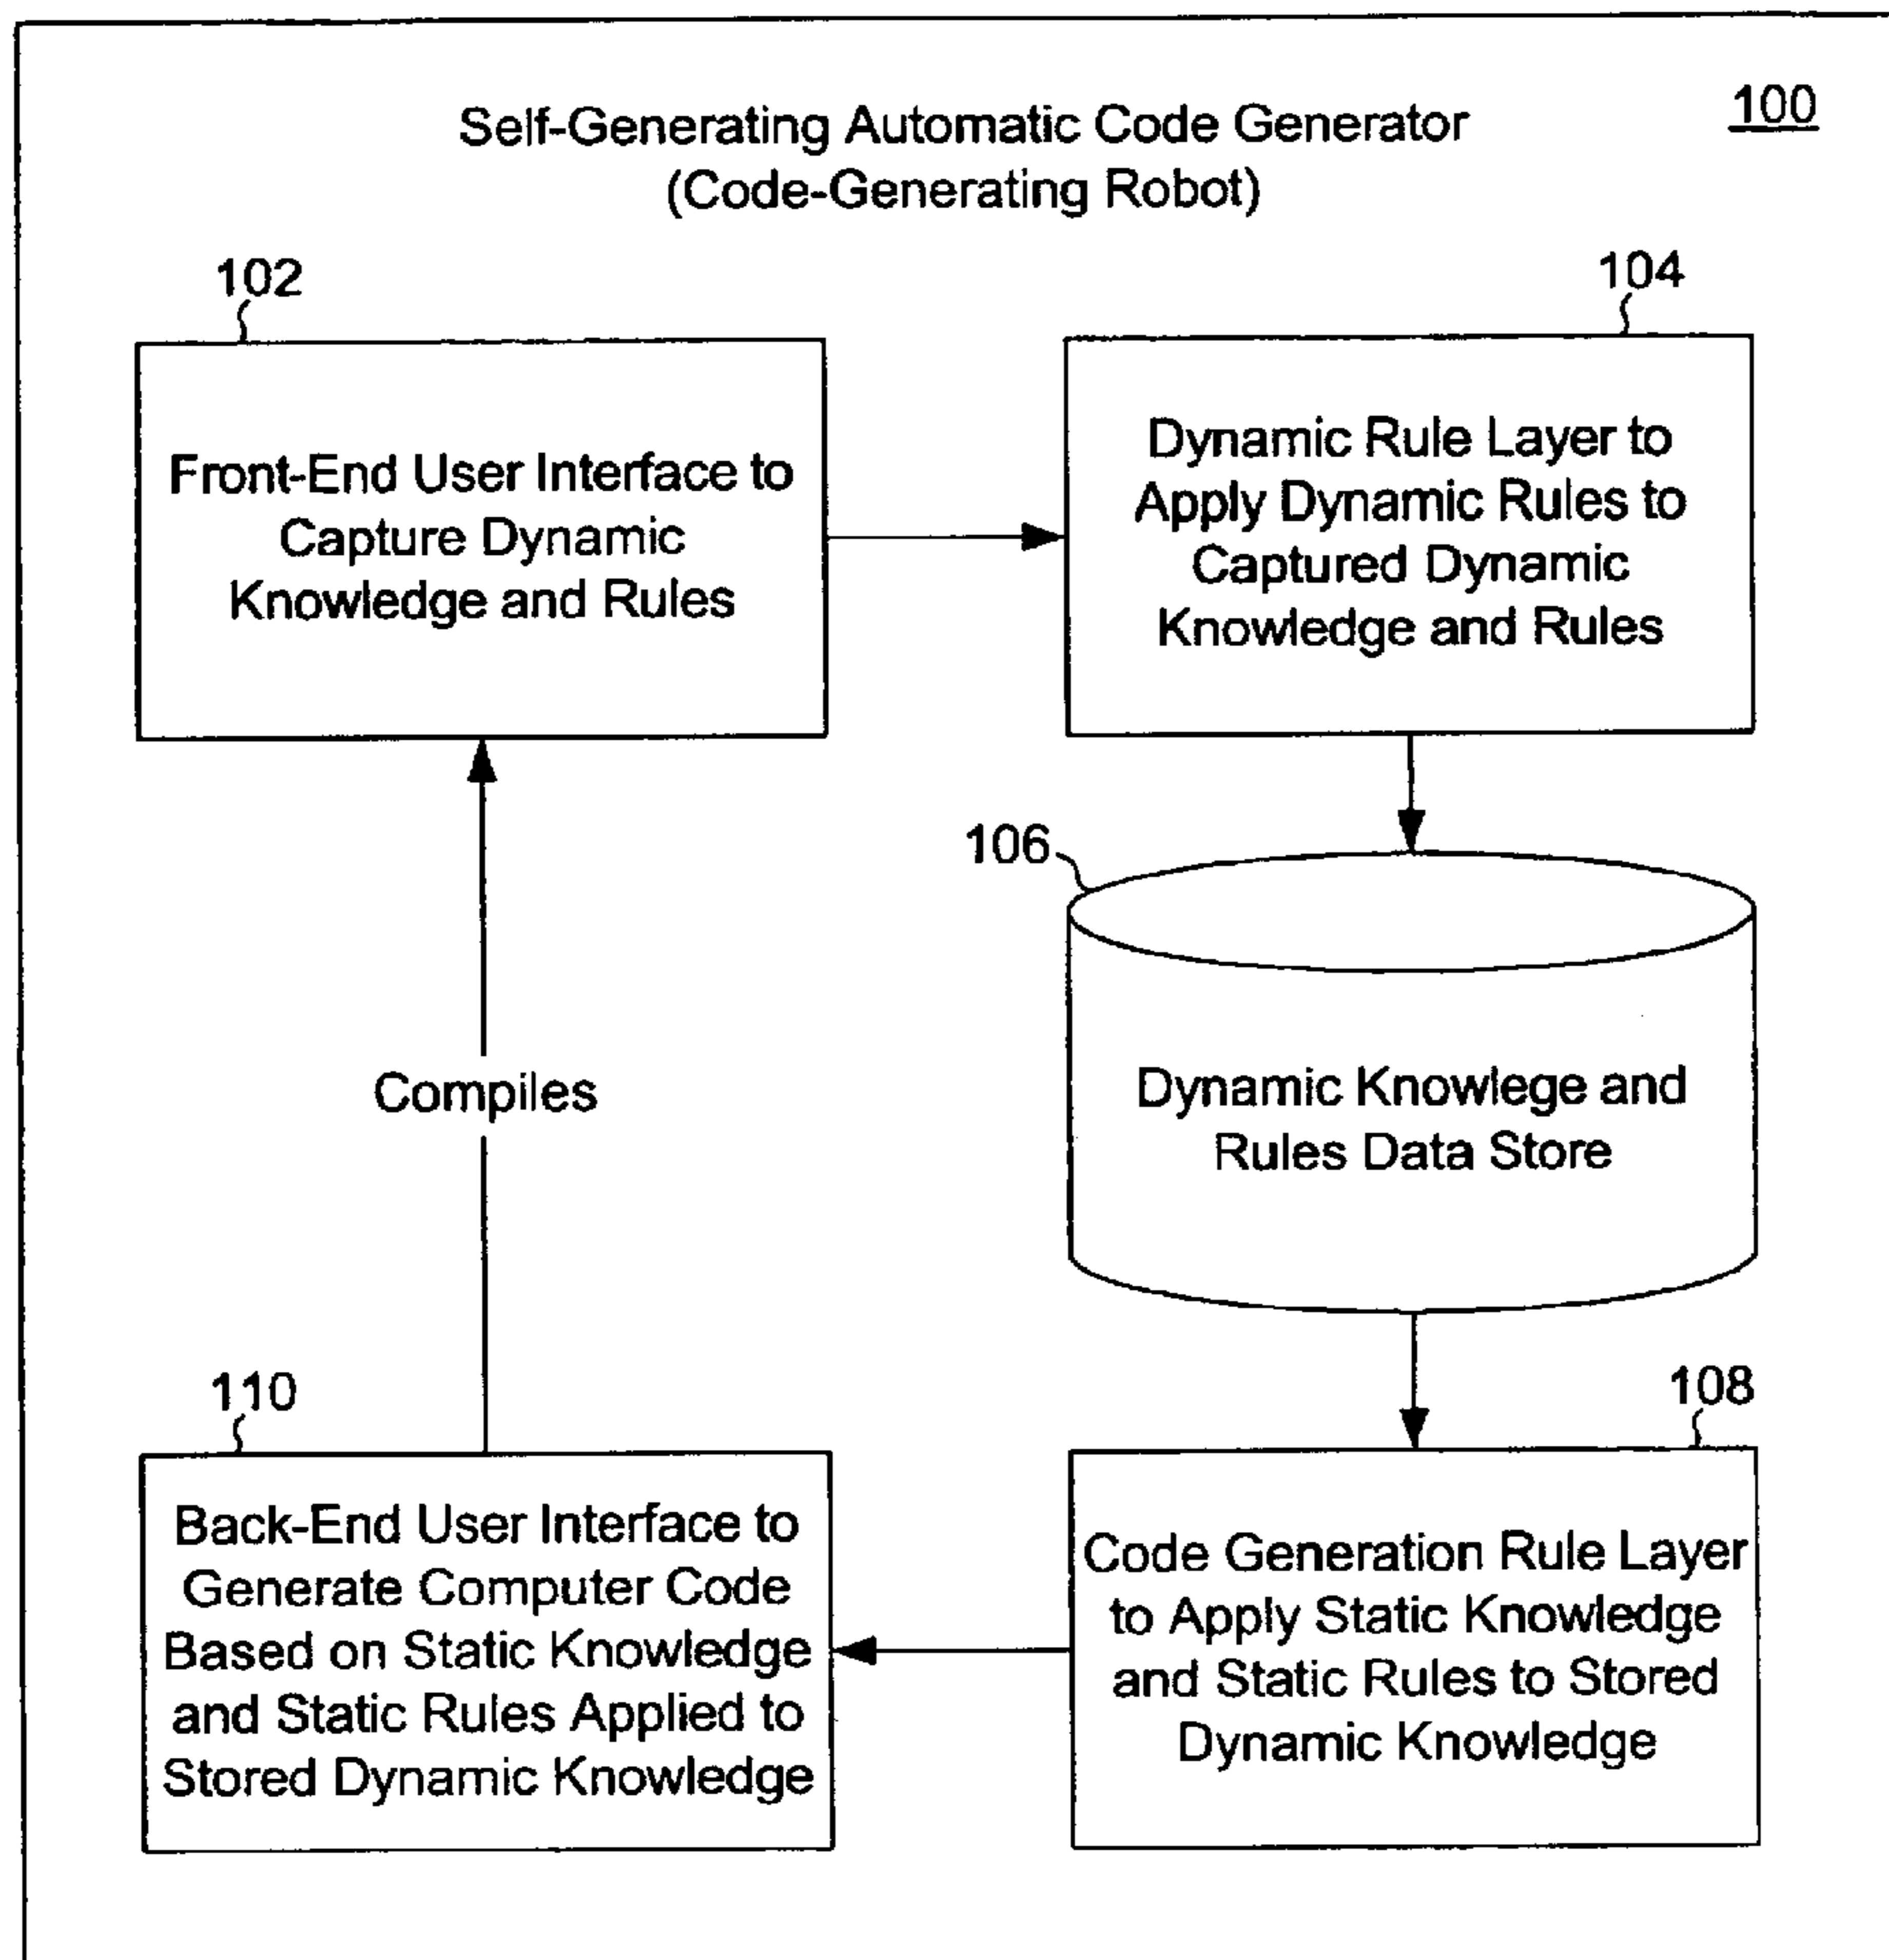 Self-Generating Automatic Code Generator
(Code-Generating Robot)
100
102
Front-End User Interface to
Capture Dynamic
Knowledge and Rules
104
Dynamic Rule Layer to
Apply Dynamic Rules to
Captured Dynamic
Knowledge and Rules
106
Dynamic Knowlege and
Rules Data Store
Compiles
110
Back-End User Interface to
Generate Computer Code
Based on Static Knowledge
and Static Rules Applied to
Stored Dynamic Knowledge
108
Code Generation Rule Layer
to Apply Static Knowledge
and Static Rules to Stored
Dynamic Knowledge